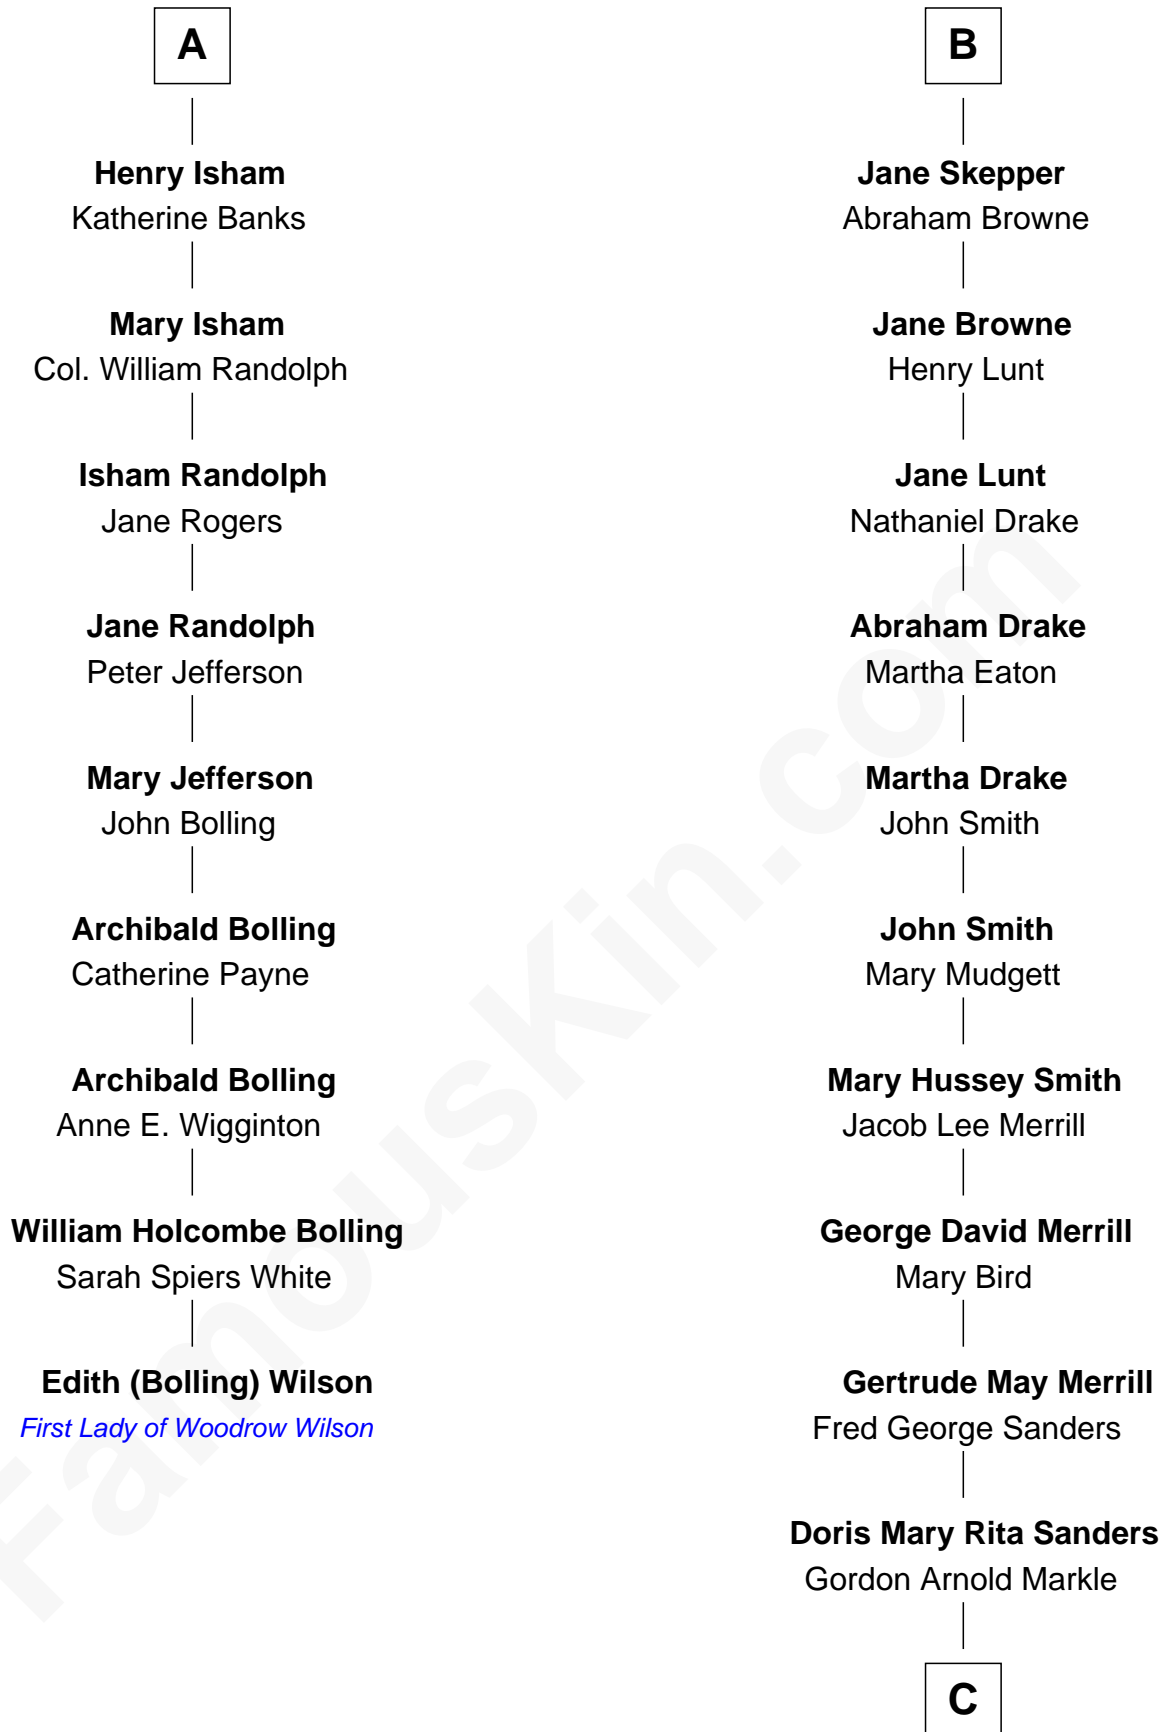 A
Henry Isham
Katherine Banks
Mary Isham
Col. William Randolph
Isham Randolph
Jane Rogers
Jane Randolph
Peter Jefferson
Mary Jefferson
John Bolling
Archibald Bolling
Catherine Payne
Archibald Bolling
Anne E. Wigginton
William Holcombe Bolling
Sarah Spiers White
Edith (Bolling) Wilson
First Lady of Woodrow Wilson
B
Jane Skepper
Abraham Browne
Jane Browne
Henry Lunt
Jane Lunt
Nathaniel Drake
Abraham Drake
Martha Eaton
Martha Drake
John Smith
John Smith
Mary Mudgett
Mary Hussey Smith
Jacob Lee Merrill
George David Merrill
Mary Bird
Gertrude May Merrill
Fred George Sanders
Doris Mary Rita Sanders
Gordon Arnold Markle
C
FamousKin.com